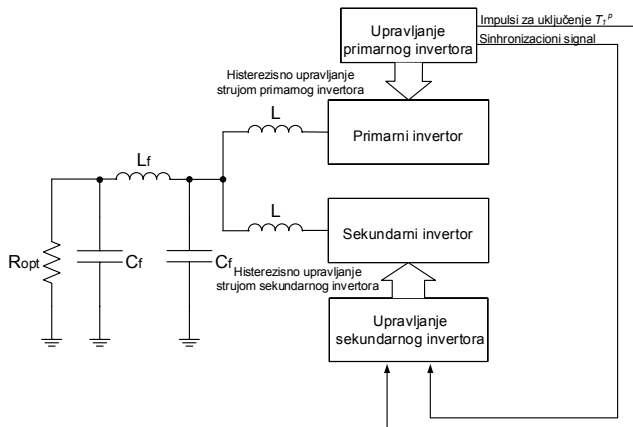 Upravljanje
primarnog invertora
Impulsi za uključenje T₁ᵖ
Sinhronizacioni signal
Histerezisno upravljanje
strujom primarnog invertora
L
Primarni invertor
Lf
L
Sekundarni invertor
Ropt
Cf
Cf
Histerezisno upravljanje
strujom sekundarnog invertora
Upravljanje
sekundarnog invertora